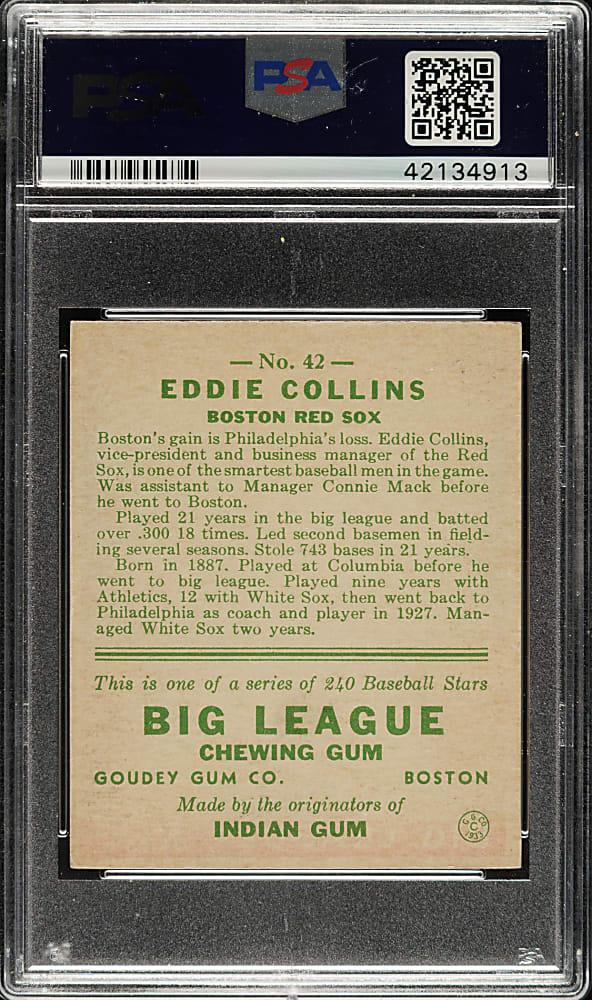 PSA
PSA
42134913
— No. 42 —
EDDIE COLLINS
BOSTON RED SOX
Boston's gain is Philadelphia's loss. Eddie Collins,
vice-president and business manager of the Red
Sox, is one of the smartest baseball men in the game.
Was assistant to Manager Connie Mack before
he went to Boston.
Played 21 years in the big league and batted
over .300 18 times. Led second basemen in field-
ing several seasons. Stole 743 bases in 21 years.
Born in 1887. Played at Columbia before he
went to big league. Played nine years with
Athletics, 12 with White Sox, then went back to
Philadelphia as coach and player in 1927. Man-
aged White Sox two years.
This is one of a series of 240 Baseball Stars
BIG LEAGUE
CHEWING GUM
GOUDEY GUM CO. BOSTON
Made by the originators of
INDIAN GUM
G. G. CO.
C
1933